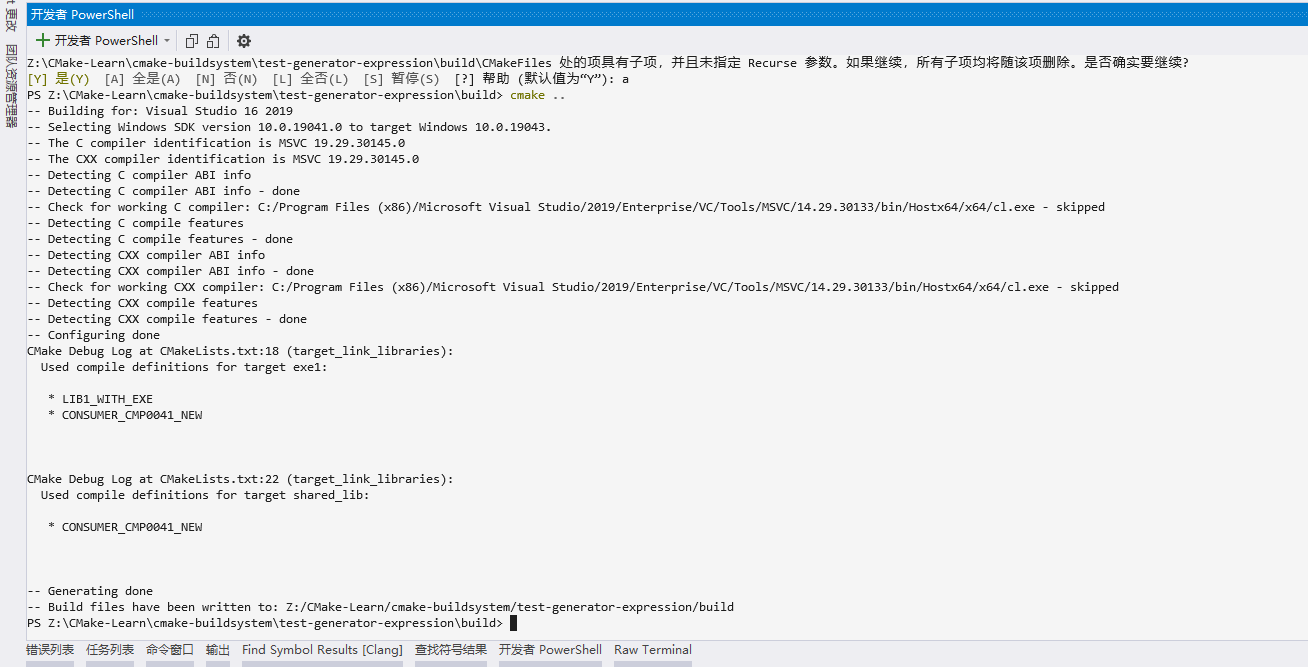 t 更改
团队资源管理器
开发者 PowerShell
开发者 PowerShell
Z:\CMake-Learn\cmake-buildsystem\test-generator-expression\build\CMakeFiles 处的项具有子项，并且未指定 Recurse 参数。如果继续，所有子项均将随该项删除。是否确实要继续?
[Y] 是(Y)  [A] 全是(A)  [N] 否(N)  [L] 全否(L)  [S] 暂停(S)  [?] 帮助 (默认值为“Y”): a
PS Z:\CMake-Learn\cmake-buildsystem\test-generator-expression\build> cmake ..
-- Building for: Visual Studio 16 2019
-- Selecting Windows SDK version 10.0.19041.0 to target Windows 10.0.19043.
-- The C compiler identification is MSVC 19.29.30145.0
-- The CXX compiler identification is MSVC 19.29.30145.0
-- Detecting C compiler ABI info
-- Detecting C compiler ABI info - done
-- Check for working C compiler: C:/Program Files (x86)/Microsoft Visual Studio/2019/Enterprise/VC/Tools/MSVC/14.29.30133/bin/Hostx64/x64/cl.exe - skipped
-- Detecting C compile features
-- Detecting C compile features - done
-- Detecting CXX compiler ABI info
-- Detecting CXX compiler ABI info - done
-- Check for working CXX compiler: C:/Program Files (x86)/Microsoft Visual Studio/2019/Enterprise/VC/Tools/MSVC/14.29.30133/bin/Hostx64/x64/cl.exe - skipped
-- Detecting CXX compile features
-- Detecting CXX compile features - done
-- Configuring done
CMake Debug Log at CMakeLists.txt:18 (target_link_libraries):
  Used compile definitions for target exe1:
   * LIB1_WITH_EXE
   * CONSUMER_CMP0041_NEW
CMake Debug Log at CMakeLists.txt:22 (target_link_libraries):
  Used compile definitions for target shared_lib:
   * CONSUMER_CMP0041_NEW
-- Generating done
-- Build files have been written to: Z:/CMake-Learn/cmake-buildsystem/test-generator-expression/build
PS Z:\CMake-Learn\cmake-buildsystem\test-generator-expression\build>
错误列表 任务列表 命令窗口 输出 Find Symbol Results [Clang] 查找符号结果 开发者 PowerShell Raw Terminal